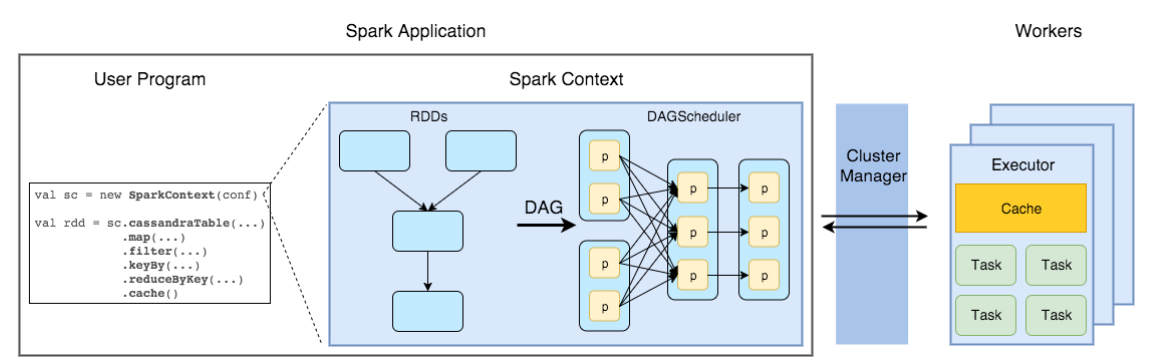 Spark Application
Workers
User Program
Spark Context
val sc = new SparkContext(conf)
val rdd = sc.cassandraTable(...)
.map(...)
.filter(...)
.keyBy(...)
.reduceByKey(...)
.cache()
RDDs
DAG
DAGScheduler
p
p
p
p
p
p
p
p
p
p
Cluster
Manager
Executor
Cache
Task
Task
Task
Task